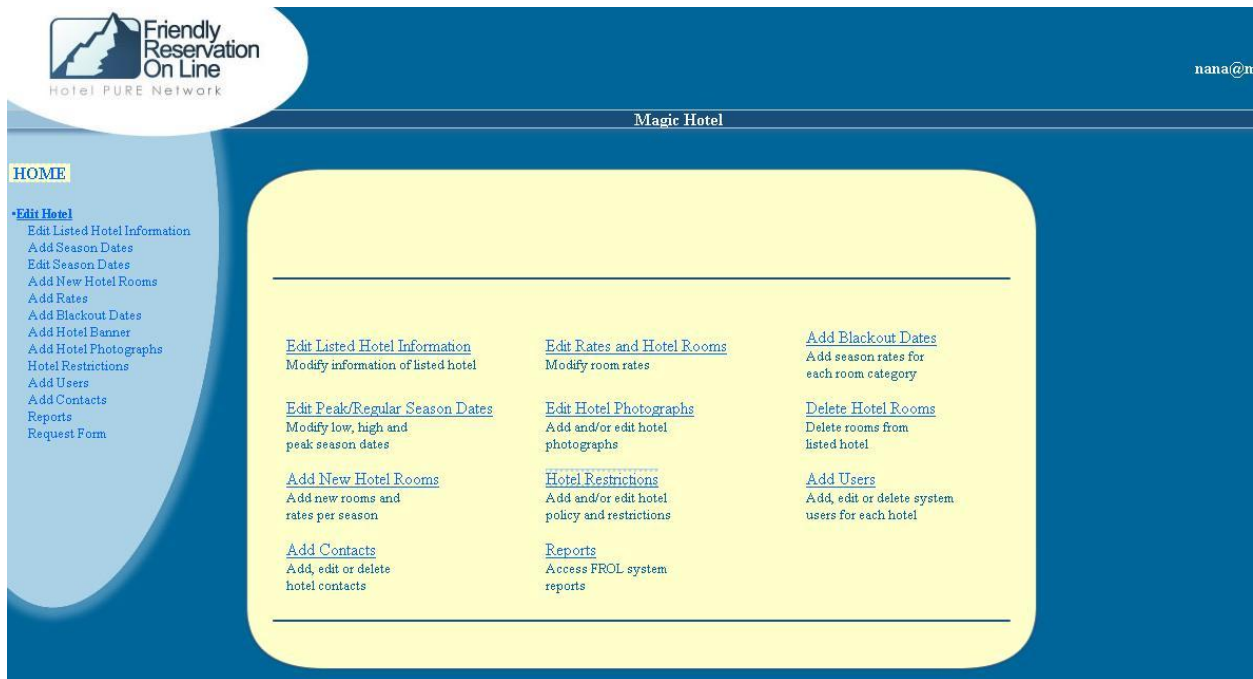 Friendly
Reservation
On Line
Hotel PURE Network
nana@m
Magic Hotel
HOME
•Edit Hotel
Edit Listed Hotel Information
Add Season Dates
Edit Season Dates
Add New Hotel Rooms
Add Rates
Add Blackout Dates
Add Hotel Banner
Add Hotel Photographs
Hotel Restrictions
Add Users
Add Contacts
Reports
Request Form
Edit Listed Hotel Information
Modify information of listed hotel
Edit Rates and Hotel Rooms
Modify room rates
Add Blackout Dates
Add season rates for
each room category
Edit Peak/Regular Season Dates
Modify low, high and
peak season dates
Edit Hotel Photographs
Add and/or edit hotel
photographs
Delete Hotel Rooms
Delete rooms from
listed hotel
Add New Hotel Rooms
Add new rooms and
rates per season
Hotel Restrictions
Add and/or edit hotel
policy and restrictions
Add Users
Add, edit or delete system
users for each hotel
Add Contacts
Add, edit or delete
hotel contacts
Reports
Access FROL system
reports